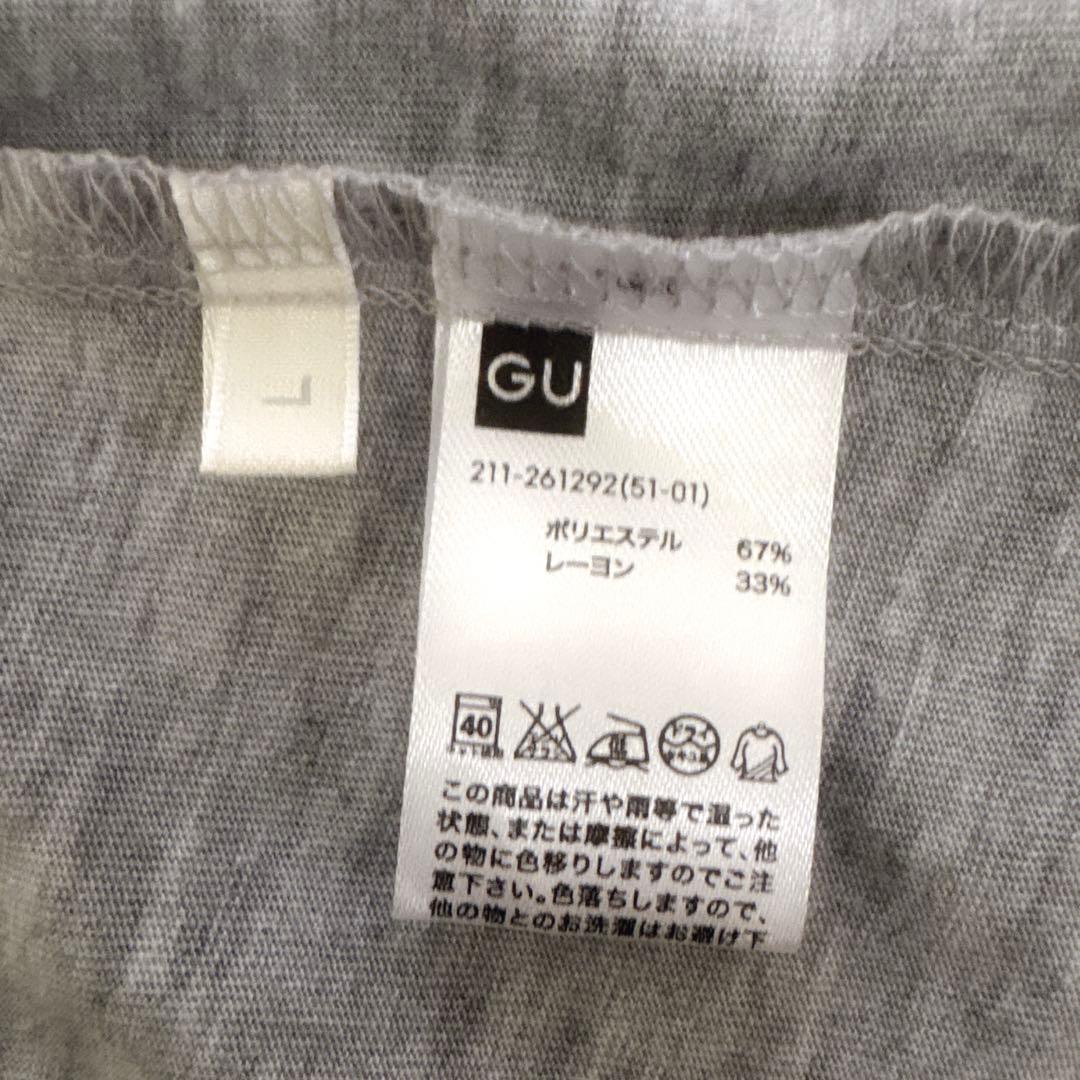 L
GU
211-261292(51-01)
ポリエステル 67%
レーヨン 33%
40
ドライ
この商品は汗や雨等で湿った
状態、または摩擦によって、他
の物に色移りしますのでご注
意下さい。色落ちしますので、
他の物とのお洗濯はお避け下